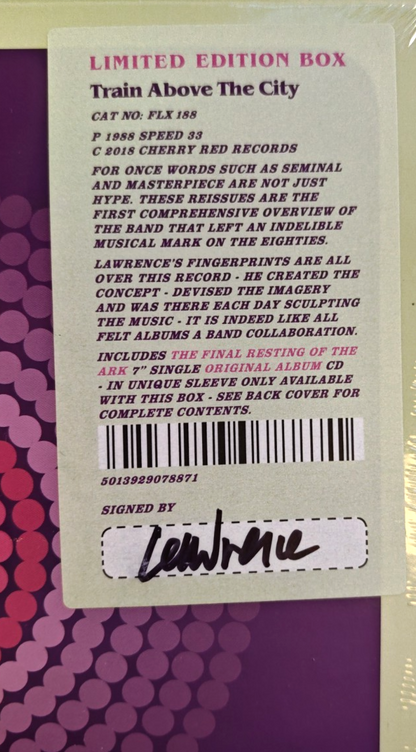 LIMITED EDITION BOX
Train Above The City
CAT NO: FLX 188
P 1988 SPEED 33
C 2018 CHERRY RED RECORDS
FOR ONCE WORDS SUCH AS SEMINAL
AND MASTERPIECE ARE NOT JUST
HYPE. THESE REISSUES ARE THE
FIRST COMPREHENSIVE OVERVIEW OF
THE BAND THAT LEFT AN INDELIBLE
MUSICAL MARK ON THE EIGHTIES.
LAWRENCE'S FINGERPRINTS ARE ALL
OVER THIS RECORD - HE CREATED THE
CONCEPT - DEVISED THE IMAGERY
AND WAS THERE EACH DAY SCULPTING
THE MUSIC - IT IS INDEED LIKE ALL
FELT ALBUMS A BAND COLLABORATION.
INCLUDES THE FINAL RESTING OF THE
ARK 7" SINGLE ORIGINAL ALBUM CD
- IN UNIQUE SLEEVE ONLY AVAILABLE
WITH THIS BOX - SEE BACK COVER FOR
COMPLETE CONTENTS.
5013929078871
SIGNED BY
Lawrence